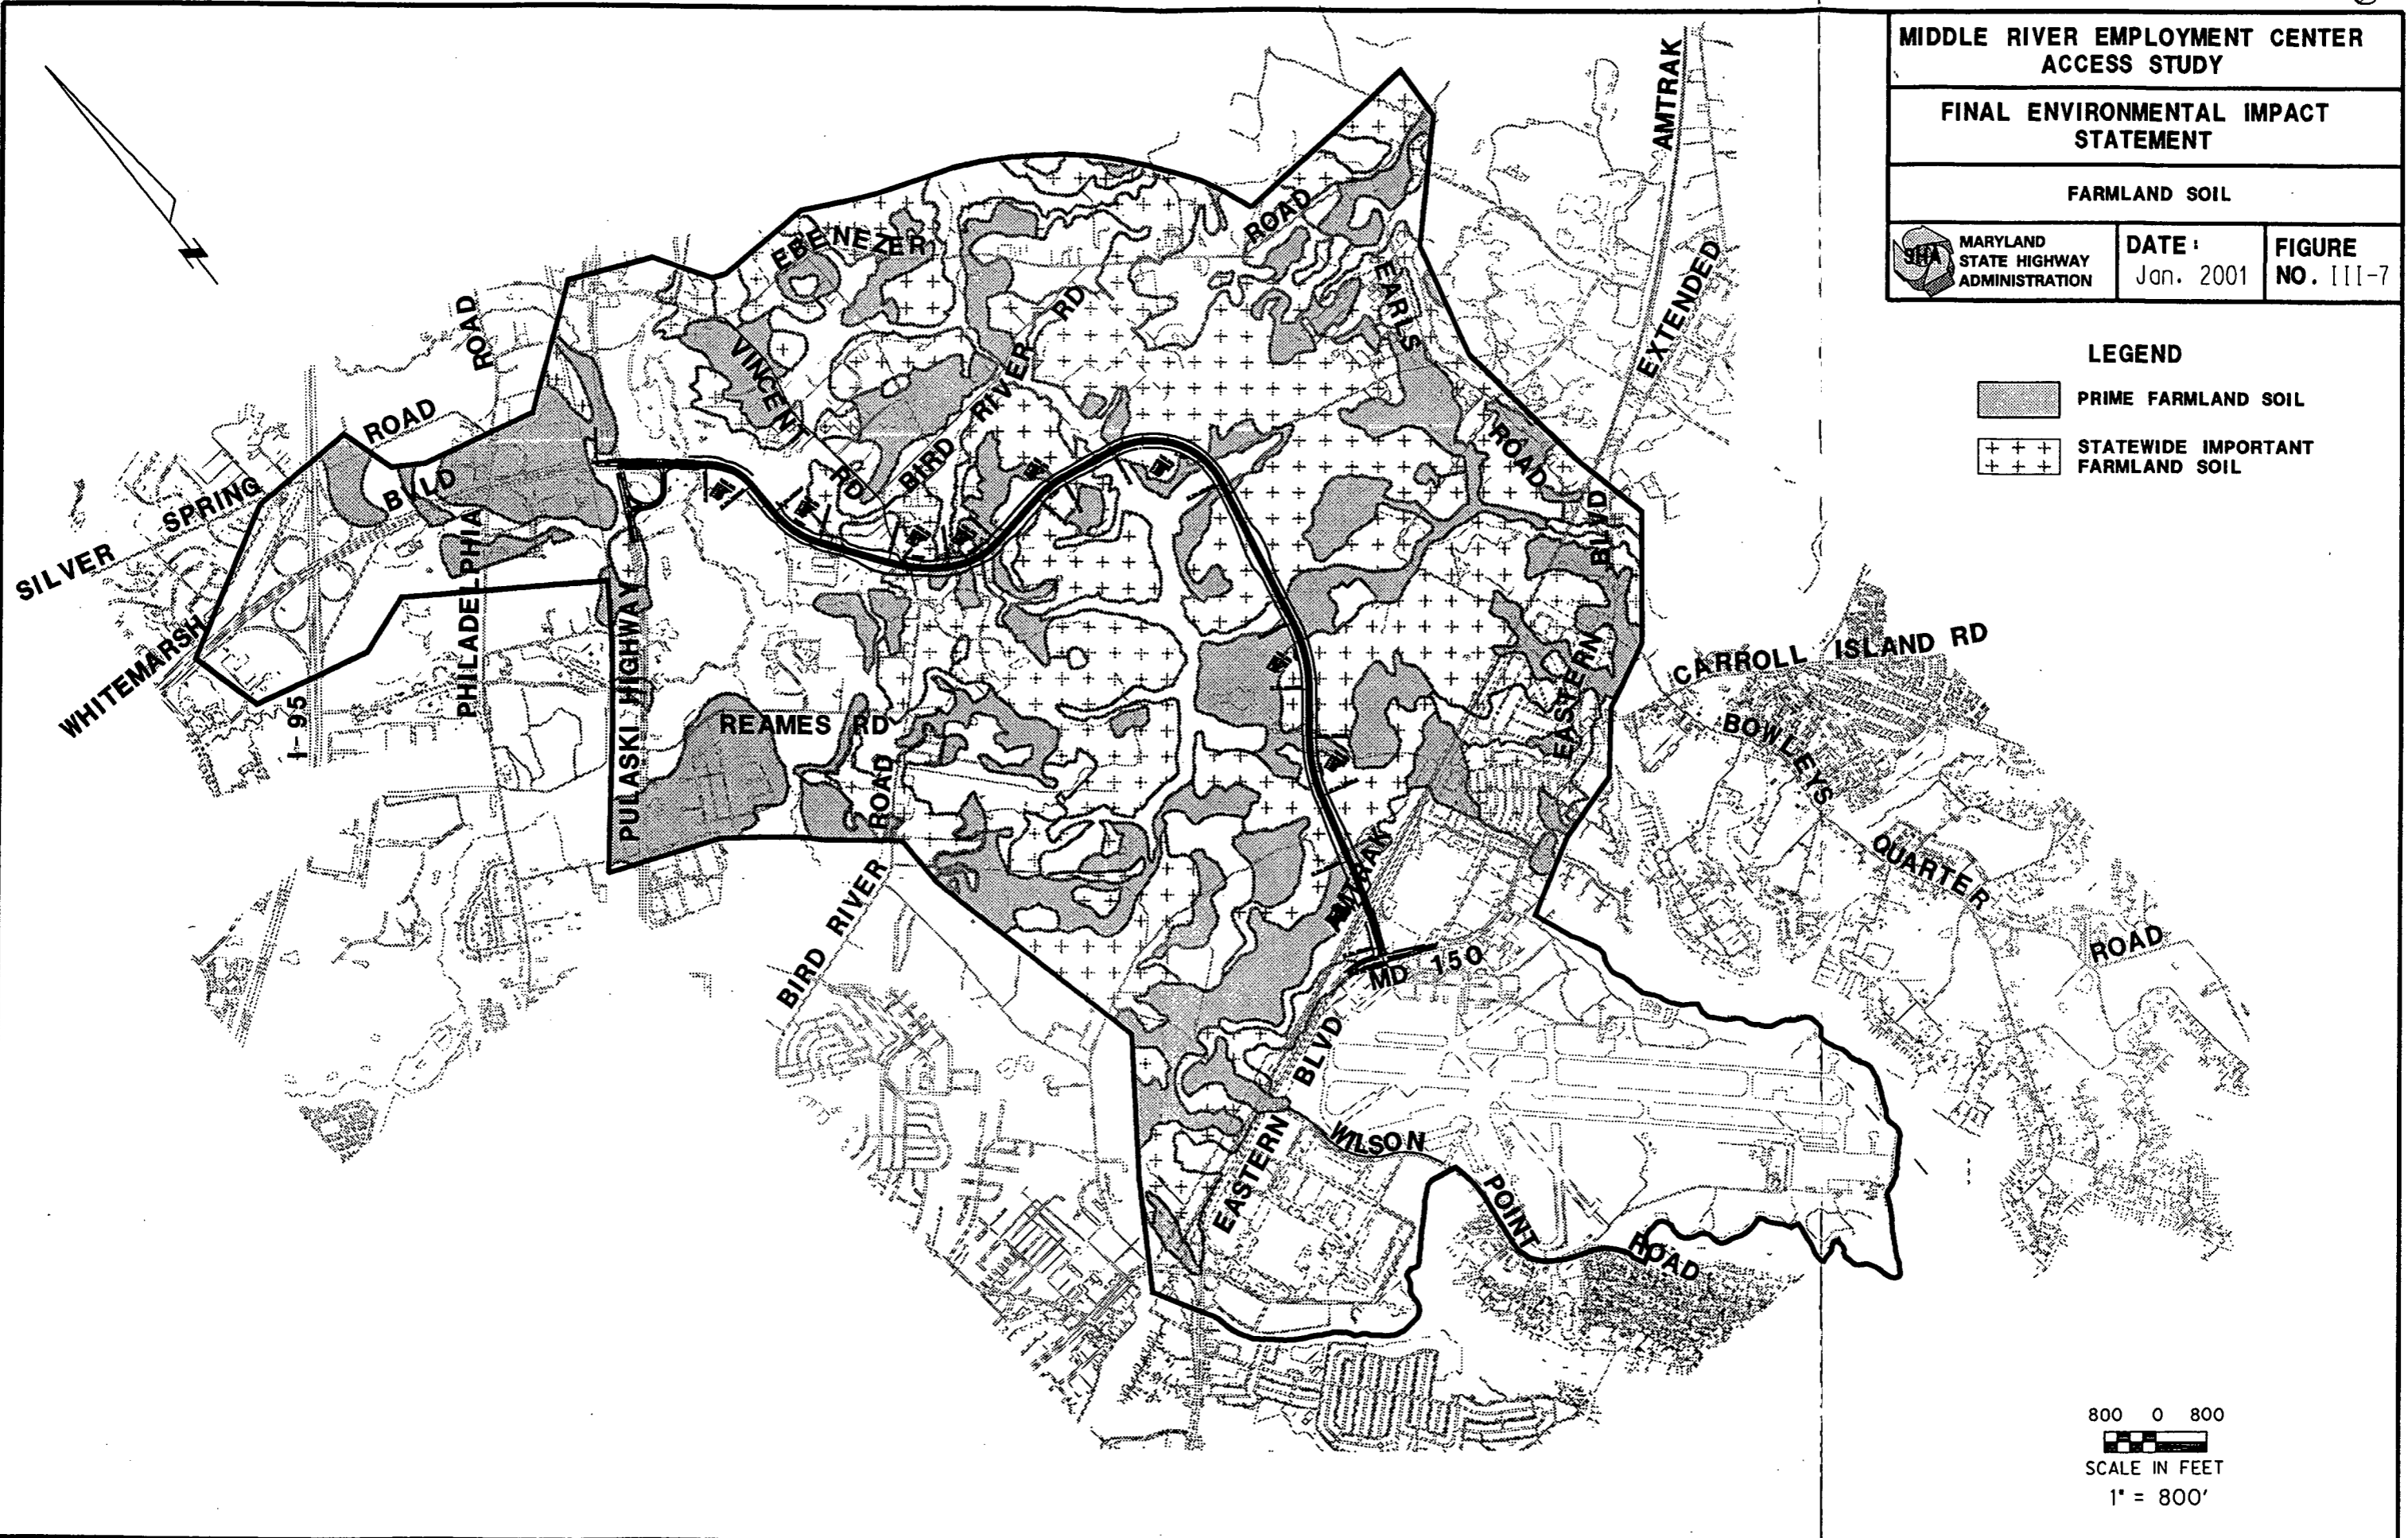 MIDDLE RIVER EMPLOYMENT CENTER
ACCESS STUDY
FINAL ENVIRONMENTAL IMPACT
STATEMENT
FARMLAND SOIL
SHA
MARYLAND
STATE HIGHWAY
ADMINISTRATION
DATE:
Jan. 2001
FIGURE
NO. III-7
LEGEND
PRIME FARMLAND SOIL
STATEWIDE IMPORTANT
FARMLAND SOIL
N
AMTRAK
EXTENDED
EBENEZER
ROAD
EARLS
ROAD
VINCENT
RD
BIRD RIVER RD
ROAD
ROAD
SILVER
SPRING
BVLD
WHITEMARSH
I-95
PHILADELPHIA
PULASKI HIGHWAY
REAMES RD
ROAD
BIRD RIVER
BLVD
EASTERN
CARROLL ISLAND RD
BOWLEYS
QUARTER
ROAD
AMTRAK
MD 150
BLVD
EASTERN
WILSON
POINT
ROAD
800 0 800
SCALE IN FEET
1" = 800'